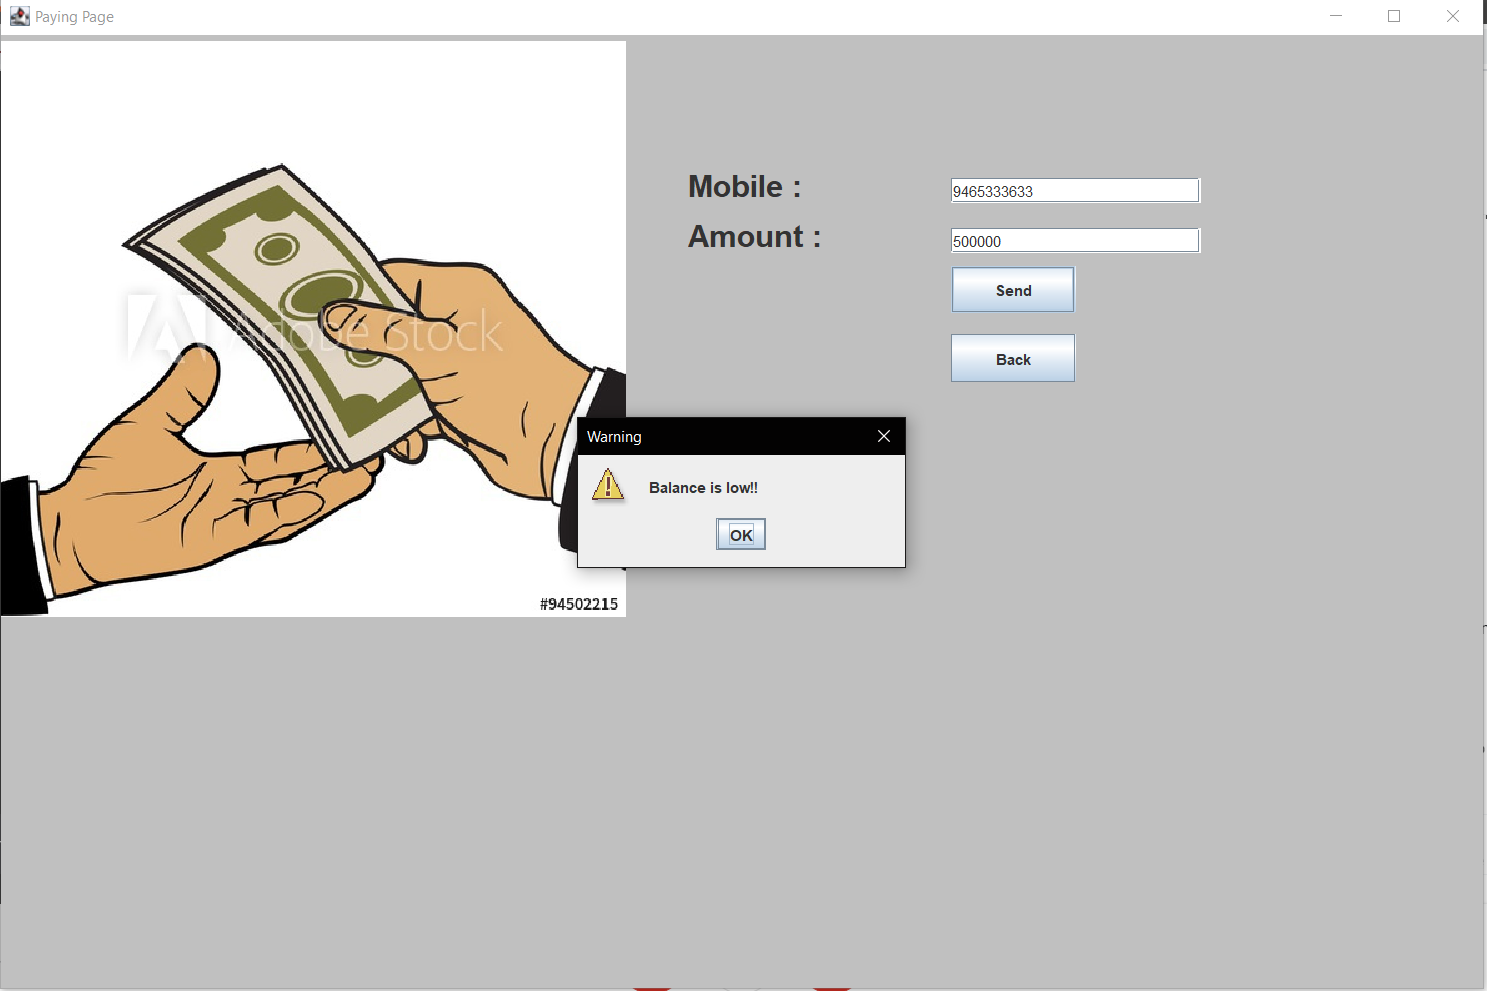 Paying Page
Mobile :
9465333633
Amount :
500000
Send
Adobe Stock
Back
Warning
Balance is low!!
OK
#94502215